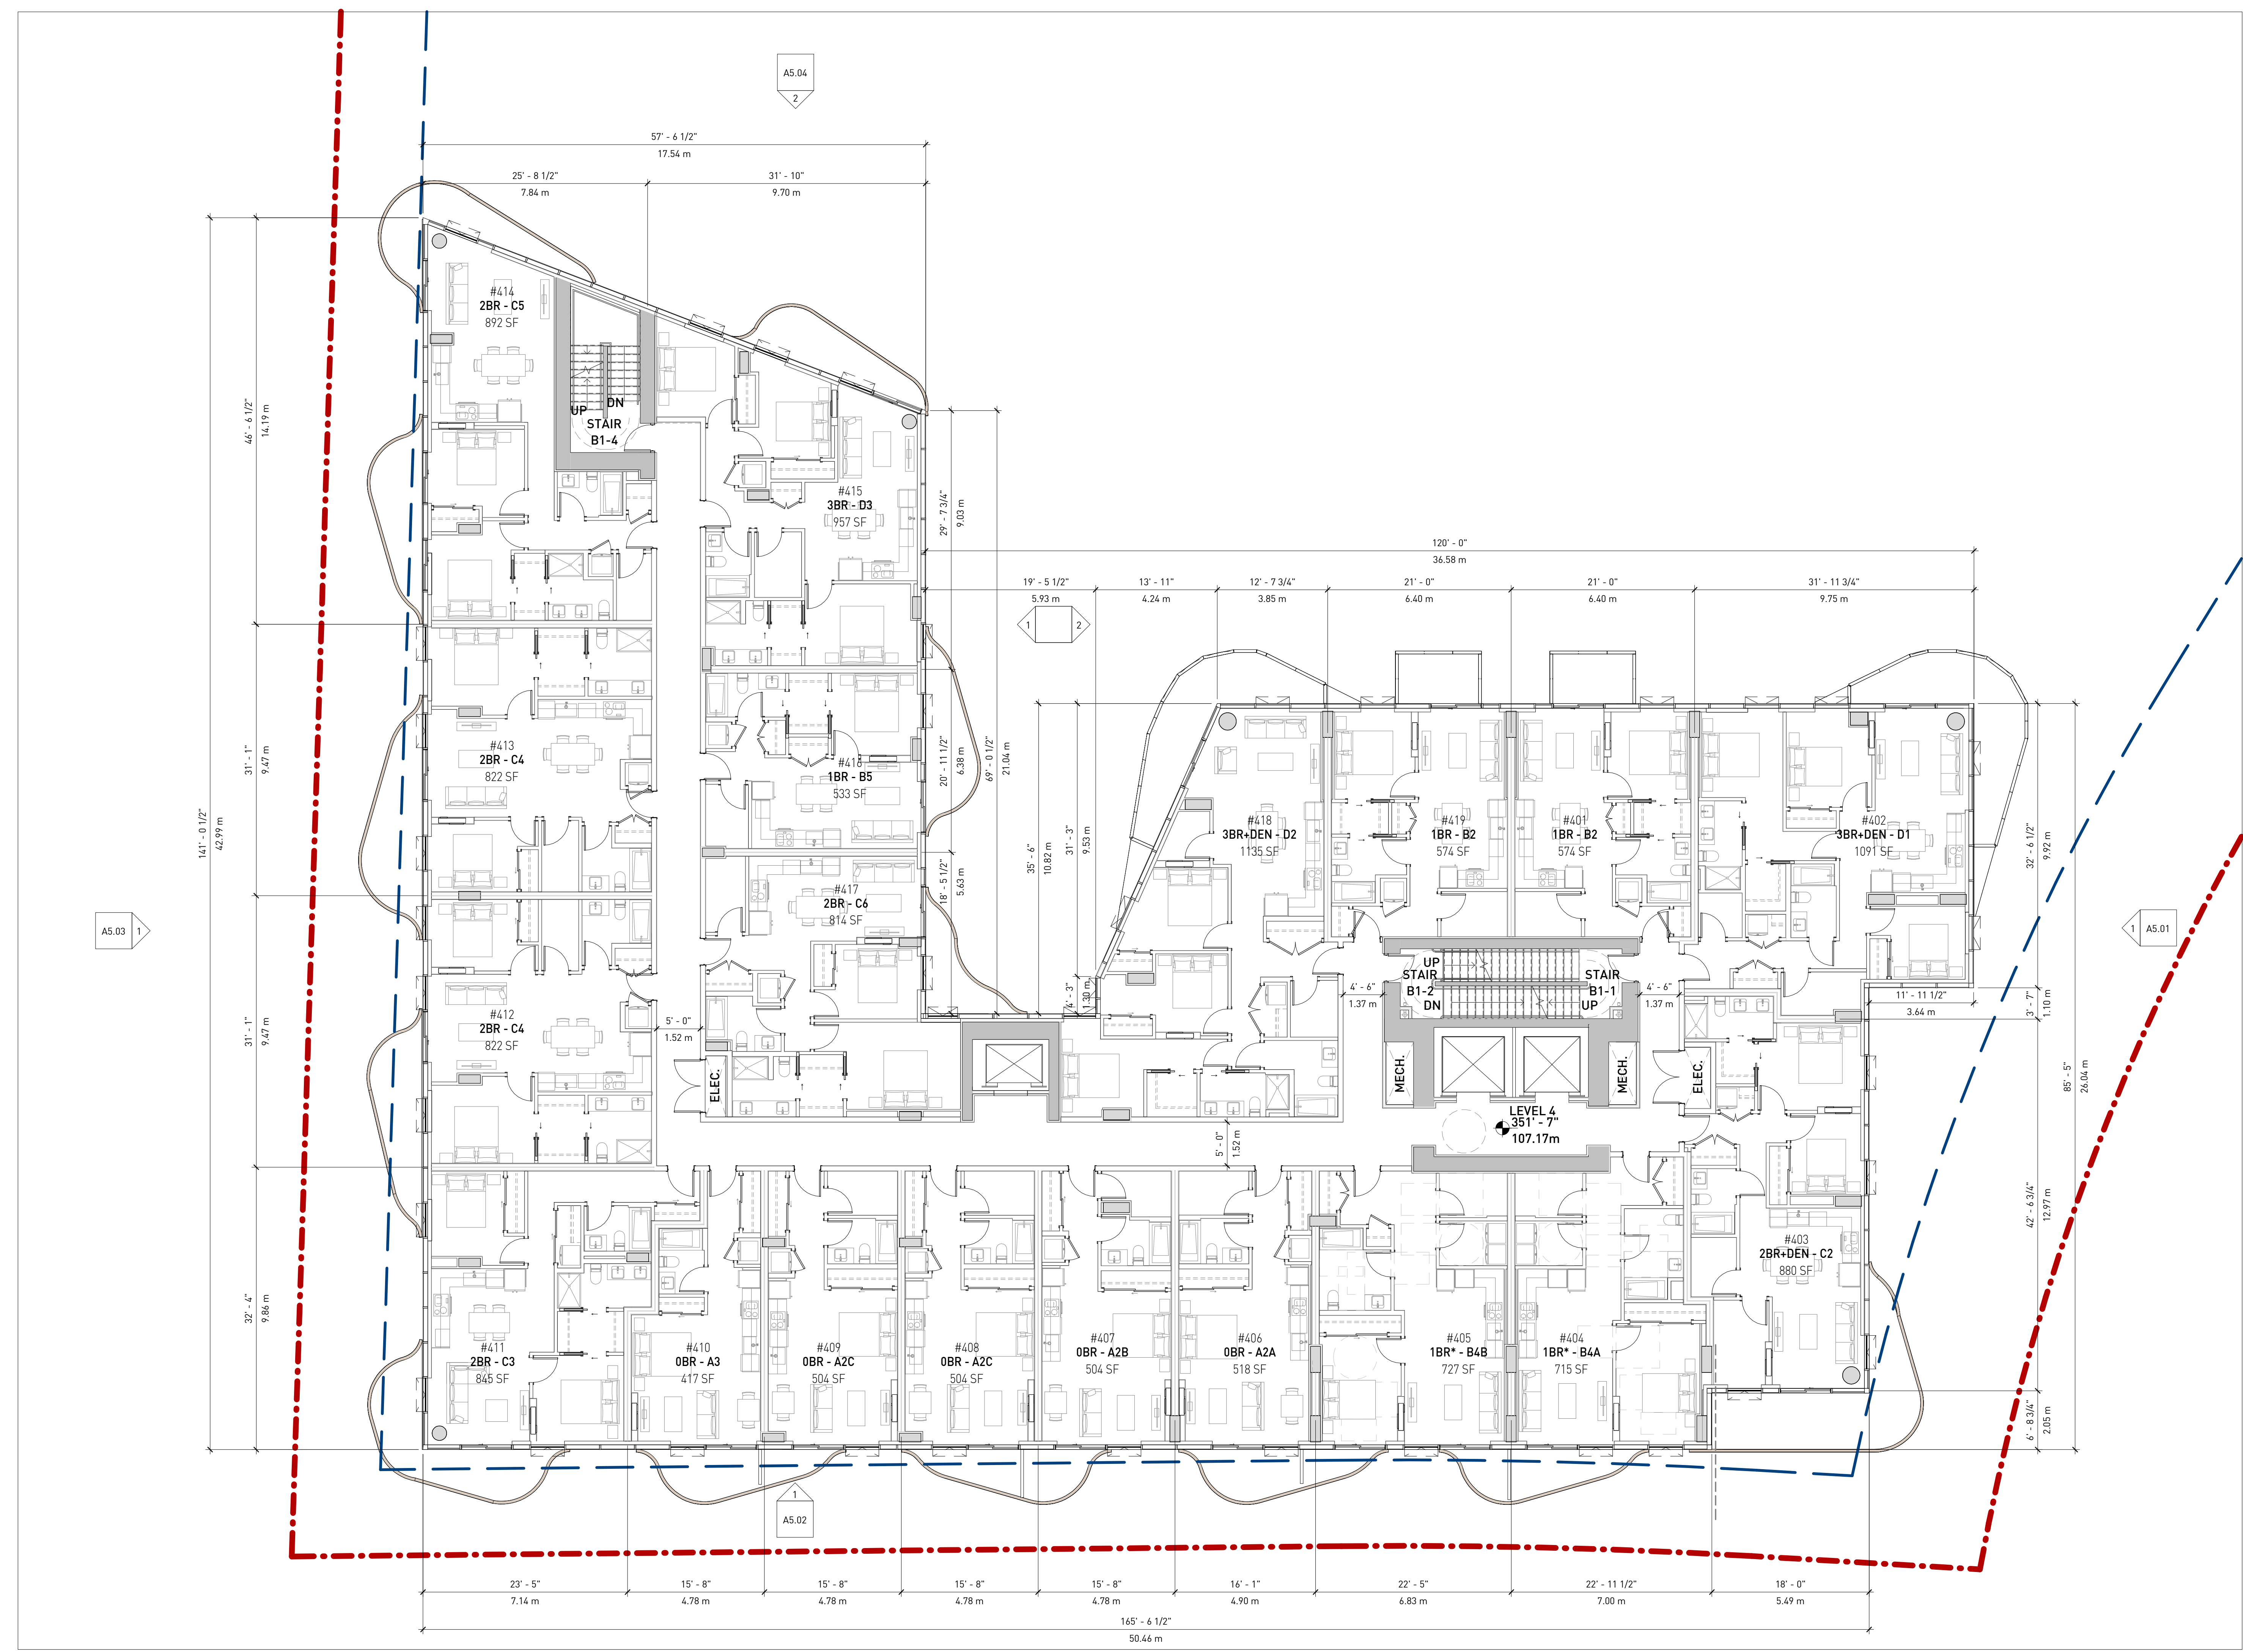 A5.04
2
57' - 6 1/2"
17.54 m
25' - 8 1/2"
7.84 m
31' - 10"
9.70 m
#414
2BR - C5
892 SF
UP
DN
STAIR
B1-4
46' - 6 1/2"
14.19 m
#415
3BR - D3
957 SF
29' - 7 3/4"
9.03 m
120' - 0"
36.58 m
19' - 5 1/2"
5.93 m
13' - 11"
4.24 m
12' - 7 3/4"
3.85 m
21' - 0"
6.40 m
21' - 0"
6.40 m
31' - 11 3/4"
9.75 m
1
2
#413
2BR - C4
822 SF
31' - 1"
9.47 m
141' - 0 1/2"
42.99 m
#416
1BR - B5
533 SF
20' - 11 1/2"
6.38 m
69' - 0 1/2"
21.04 m
#418
3BR+DEN - D2
1135 SF
#419
1BR - B2
574 SF
#401
1BR - B2
574 SF
#402
3BR+DEN - D1
1091 SF
32' - 6 1/2"
9.92 m
35' - 6"
10.82 m
31' - 3"
9.53 m
#417
2BR - C6
814 SF
18' - 5 1/2"
5.63 m
A5.03
1
1
A5.01
4' - 3"
1.30 m
UP
STAIR
B1-2
DN
STAIR
B1-1
UP
4' - 6"
1.37 m
4' - 6"
1.37 m
11' - 11 1/2"
3.64 m
3' - 7"
1.10 m
#412
2BR - C4
822 SF
31' - 1"
9.47 m
5' - 0"
1.52 m
ELEC.
MECH.
MECH.
ELEC.
85' - 5"
26.04 m
LEVEL 4
351' - 7"
107.17m
5' - 0"
1.52 m
42' - 6 3/4"
12.97 m
#403
2BR+DEN - C2
880 SF
32' - 4"
9.86 m
#411
2BR - C3
845 SF
#410
0BR - A3
417 SF
#409
0BR - A2C
504 SF
#408
0BR - A2C
504 SF
#407
0BR - A2B
504 SF
#406
0BR - A2A
518 SF
#405
1BR* - B4B
727 SF
#404
1BR* - B4A
715 SF
6' - 8 3/4"
2.05 m
1
A5.02
23' - 5"
7.14 m
15' - 8"
4.78 m
15' - 8"
4.78 m
15' - 8"
4.78 m
15' - 8"
4.78 m
16' - 1"
4.90 m
22' - 5"
6.83 m
22' - 11 1/2"
7.00 m
18' - 0"
5.49 m
165' - 6 1/2"
50.46 m